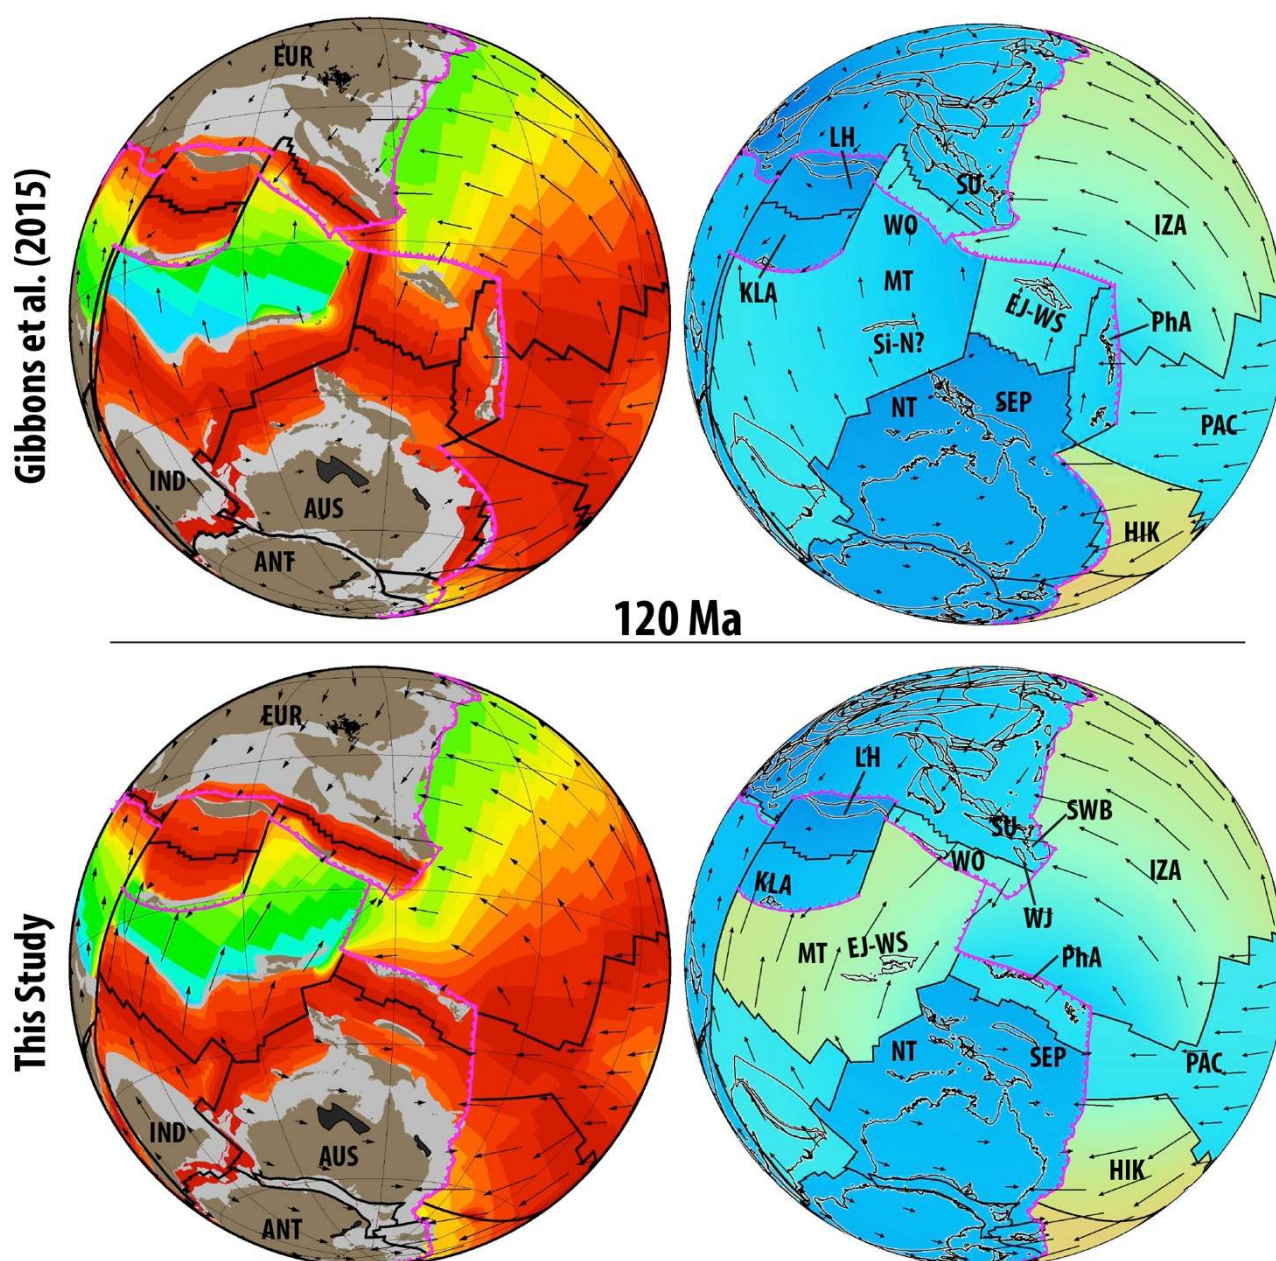 Gibbons et al. (2015)
EUR
IND
AUS
ANT
LH
SU
WO
IZA
KLA
MT
EJ-WS
PhA
Si-N?
NT
SEP
PAC
HIK
120 Ma
This Study
EUR
IND
AUS
ANT
LH
SWB
SU
WO
IZA
KLA
WJ
MT
EJ-WS
PhA
NT
SEP
PAC
HIK